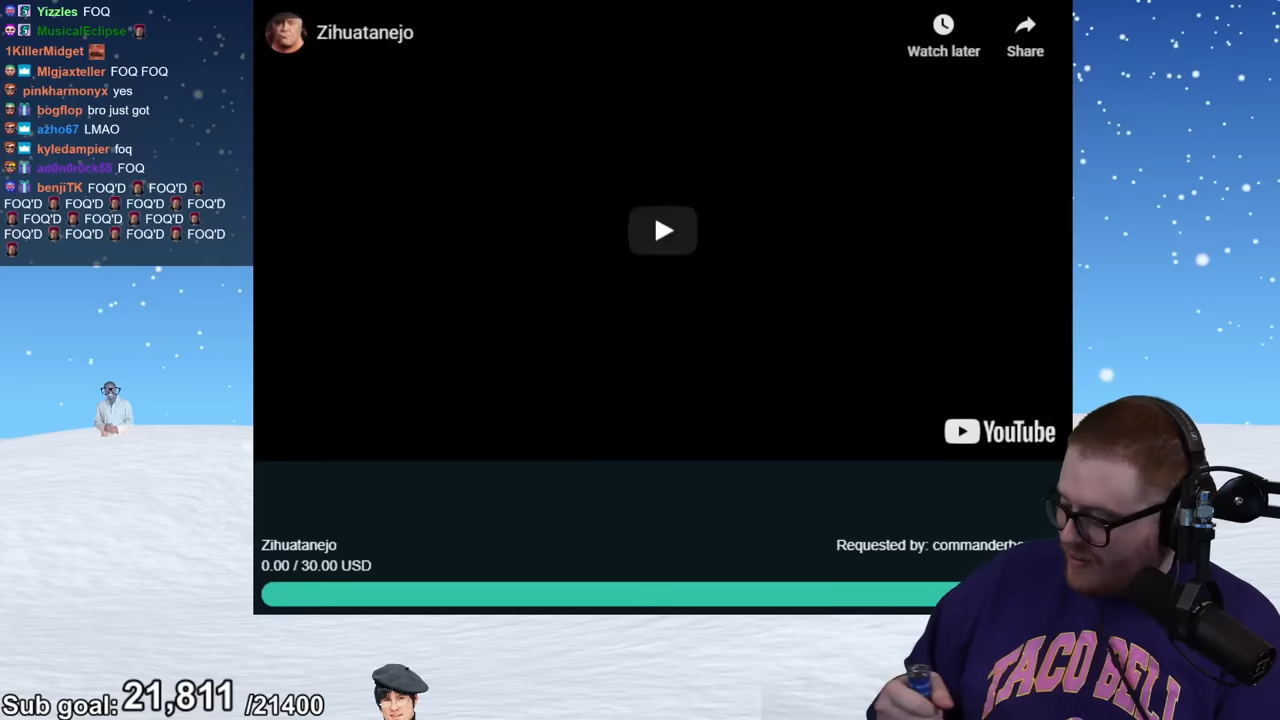 Yizzles FOQ
MusicalEclipse
1KillerMidget
Mlgjaxteller FOQ FOQ
pinkharmonyx yes
bogflop bro just got
ažho67 LMAO
kyledampier foq
ad0n0ruck55 FOQ
benjiTK FOQ'D FOQ'D
FOQ'D FOQ'D FOQ'D FOQ'D
FOQ'D FOQ'D FOQ'D
FOQ'D FOQ'D FOQ'D FOQ'D
Zihuatanejo
Watch later
Share
YouTube
Zihuatanejo
0.00 / 30.00 USD
Requested by:
TACO BELL
Sub goal: 21,811 /21400